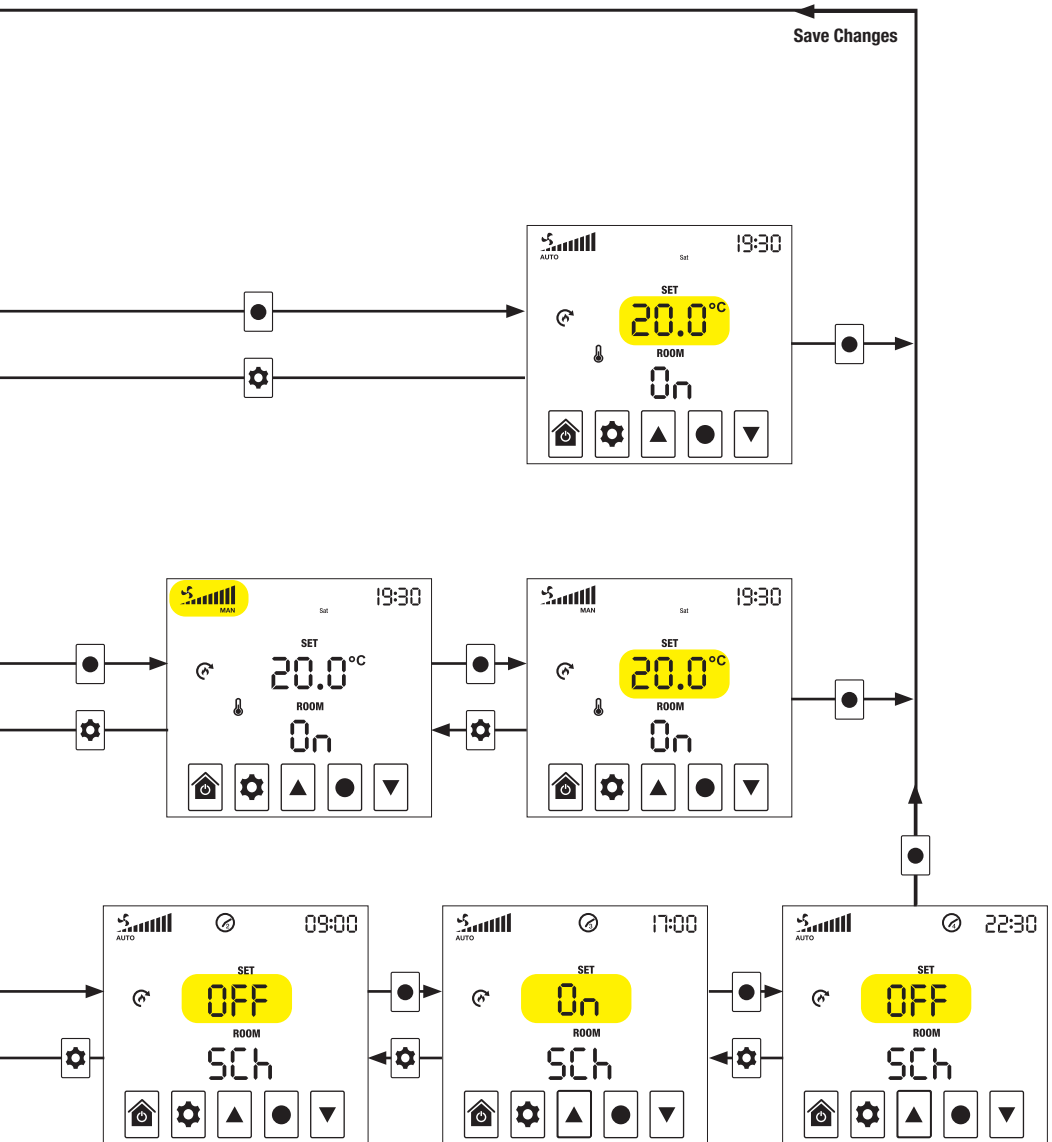 Save Changes
19:30
AUTO
Sat
SET
20.0°C
ROOM
On
19:30
MAN
Sat
SET
20.0°C
ROOM
On
19:30
MAN
Sat
SET
20.0°C
ROOM
On
09:00
AUTO
SET
OFF
ROOM
SCh
17:00
AUTO
SET
On
ROOM
SCh
22:30
AUTO
SET
OFF
ROOM
SCh